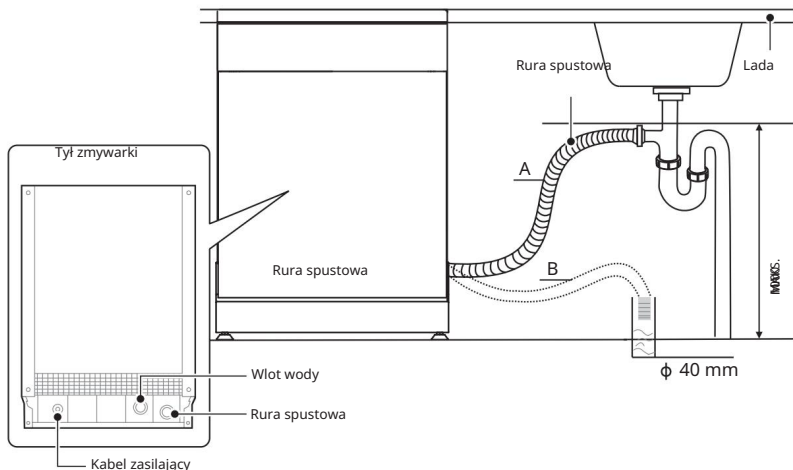 Rura spustowa
Lada
Tył zmywarki
A
Rura spustowa
B
Wlot wody
φ 40 mm
Rura spustowa
Kabel zasilający